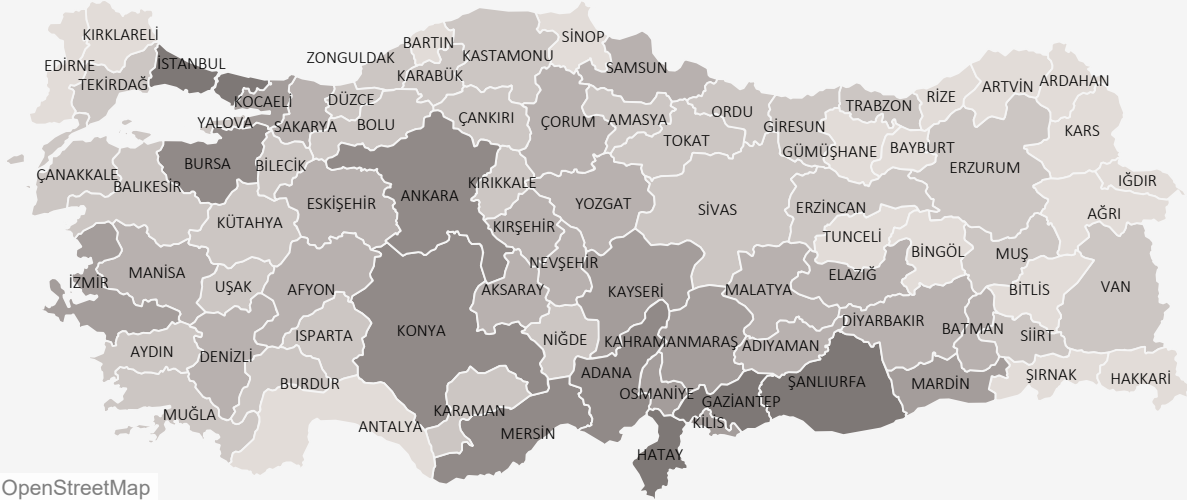 KIRKLARELİ
EDİRNE
TEKİRDAĞ
İSTANBUL
KOCAELİ
YALOVA
SAKARYA
DÜZCE
BOLU
ZONGULDAK
BARTIN
KARABÜK
KASTAMONU
SİNOP
SAMSUN
ÇANKIRI
ÇORUM
AMASYA
ORDU
TOKAT
GİRESUN
TRABZON
RİZE
ARTVİN
ARDAHAN
KARS
GÜMÜŞHANE
BAYBURT
ERZURUM
IĞDIR
AĞRI
ÇANAKKALE
BALIKESİR
BURSA
BİLECİK
ESKİŞEHİR
KÜTAHYA
ANKARA
KIRIKKALE
KIRŞEHİR
YOZGAT
SİVAS
ERZİNCAN
TUNCELİ
BİNGÖL
MUŞ
BİTLİS
VAN
İZMİR
MANİSA
UŞAK
AFYON
KONYA
AKSARAY
NEVŞEHİR
KAYSERİ
MALATYA
ELAZIĞ
DİYARBAKIR
BATMAN
SİİRT
AYDIN
DENİZLİ
ISPARTA
BURDUR
NİĞDE
KAHRAMANMARAŞ
ADIYAMAN
ADANA
OSMANİYE
GAZİANTEP
ŞANLIURFA
MARDİN
ŞIRNAK
HAKKARİ
MUĞLA
ANTALYA
KARAMAN
MERSİN
KİLİS
HATAY
OpenStreetMap